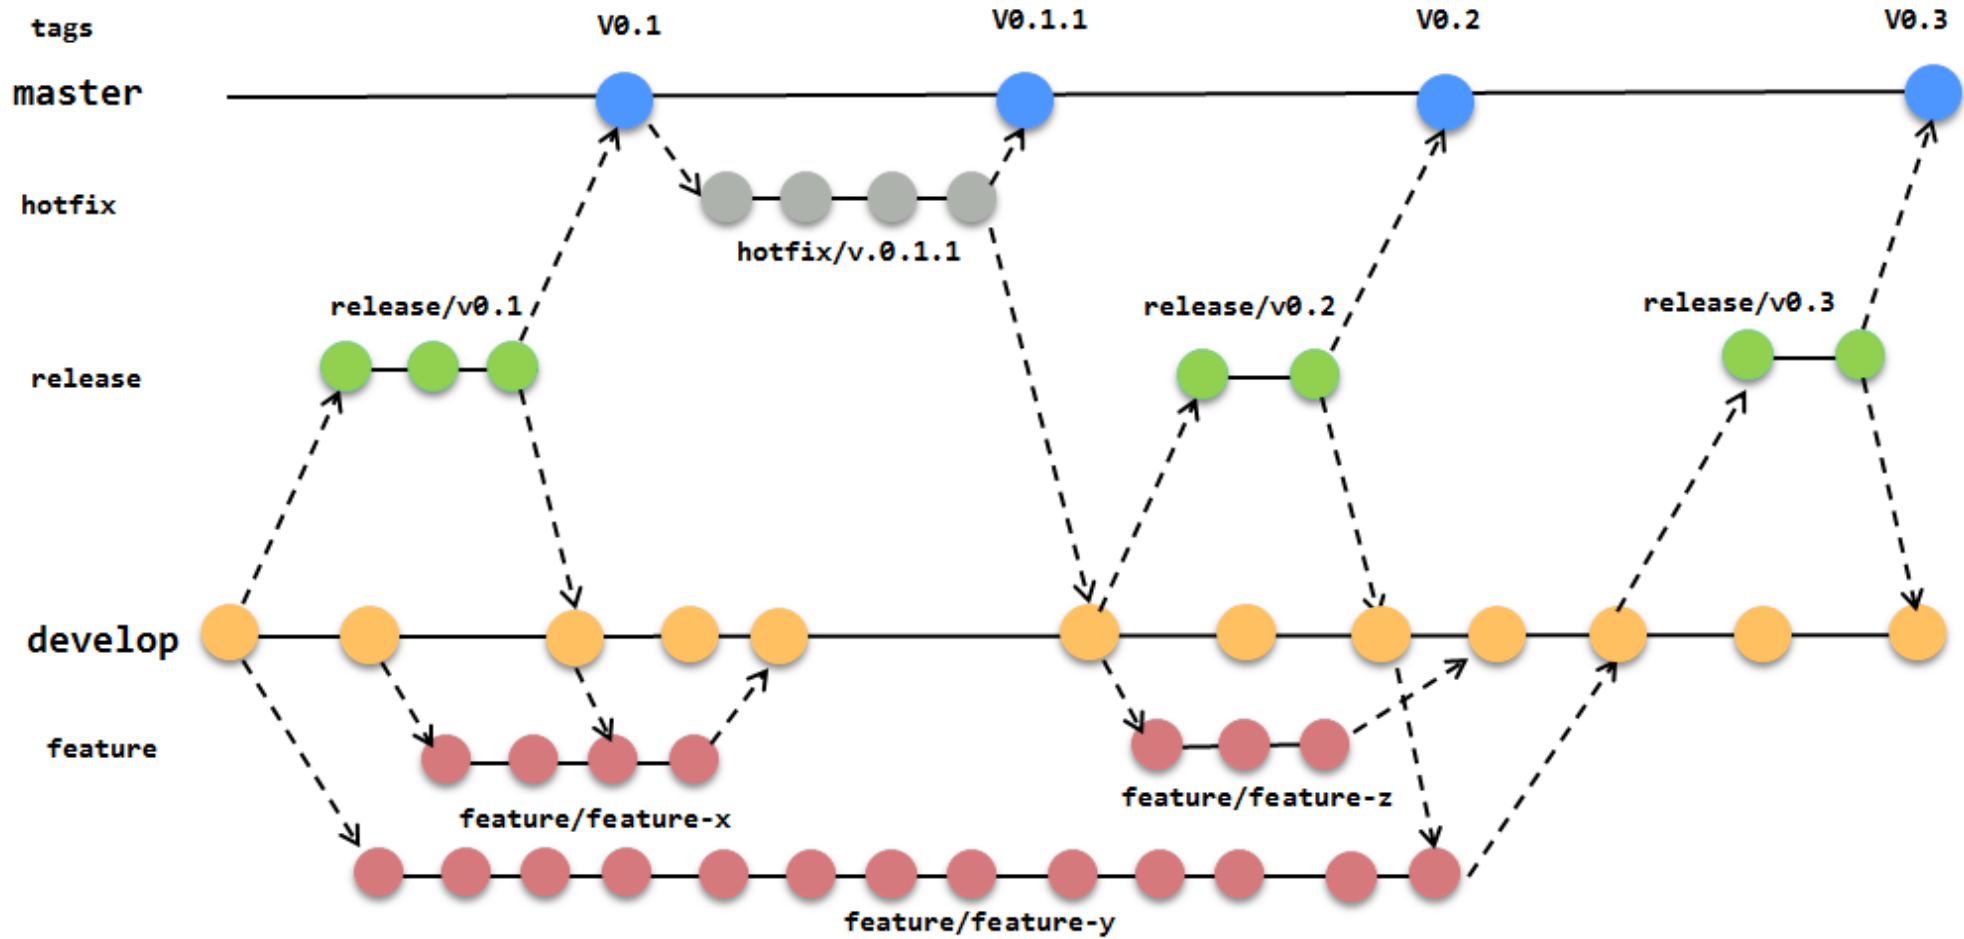 tags
V0.1
V0.1.1
V0.2
V0.3
master
hotfix
hotfix/v.0.1.1
release/v0.1
release/v0.2
release/v0.3
release
develop
feature
feature/feature-x
feature/feature-z
feature/feature-y